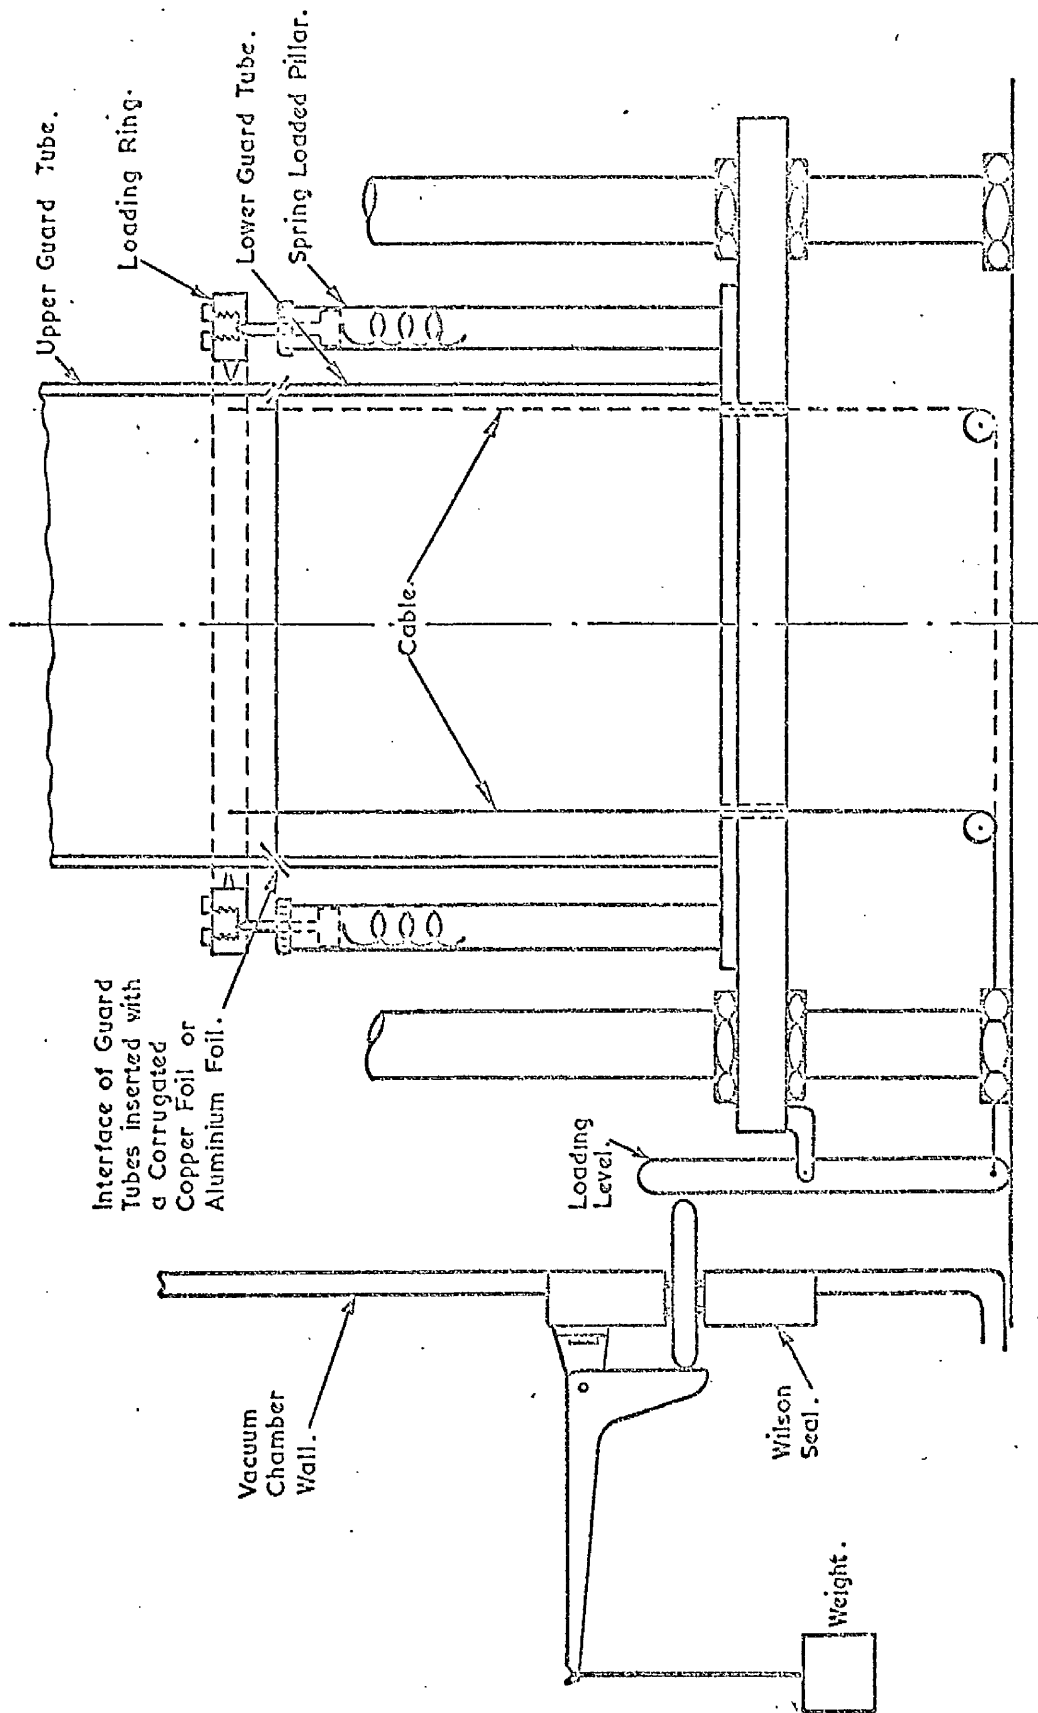 Upper Guard Tube.
Loading Ring.
Lower Guard Tube.
Spring Loaded Pillar.
Cable.
Interface of Guard
Tubes inserted with
a Corrugated
Copper Foil or
Aluminium Foil.
Loading
Level.
Vacuum
Chamber
Wall.
Wilson
Seal.
Weight.